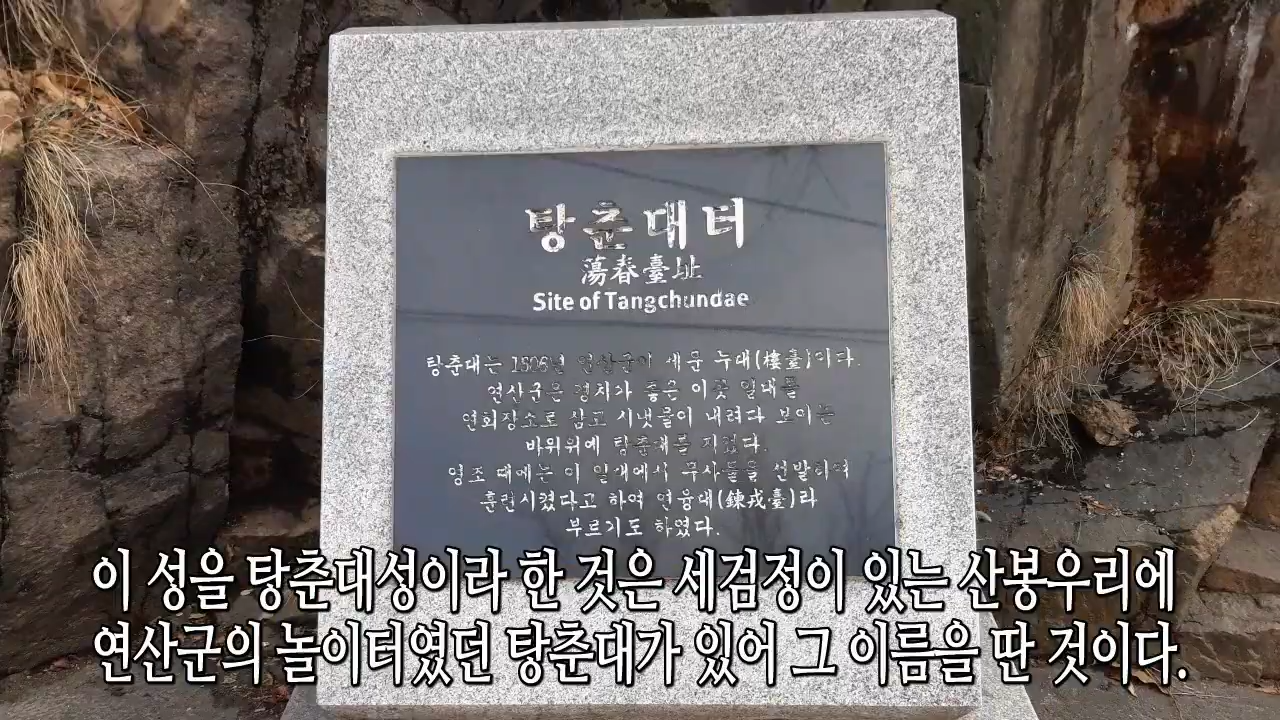 탕춘대터
蕩春臺址
Site of Tangchundae
탕춘대는 1506년 연산군이 세운 누대(樓臺)이다.
연산군은 경치가 좋은 이곳 일대를
연회장소로 삼고 시냇물이 내려다 보이는
바위위에 탕춘대를 지었다.
영조 때에는 이 일대에서 무사들을 선발하여
훈련시켰다고 하여 연융대(鍊戎臺)라
부르기도 하였다.
이 성을 탕춘대성이라 한 것은 세검정이 있는 산봉우리에
연산군의 놀이터였던 탕춘대가 있어 그 이름을 딴 것이다.